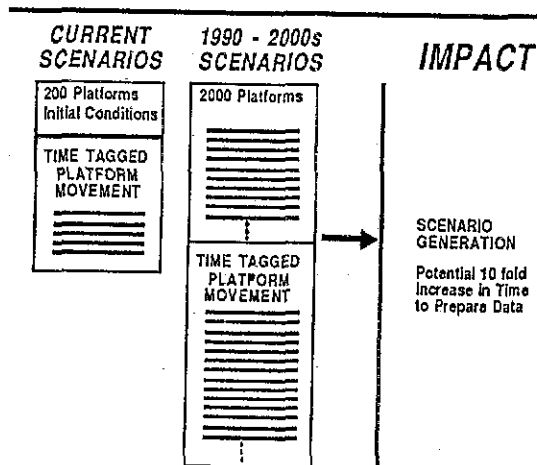 CURRENT
SCENARIOS
200 Platforms
Initial Conditions
TIME TAGGED
PLATFORM
MOVEMENT
1990 - 2000s
SCENARIOS
2000 Platforms
TIME TAGGED
PLATFORM
MOVEMENT
IMPACT
SCENARIO
GENERATION
Potential 10 fold
Increase in Time
to Prepare Data